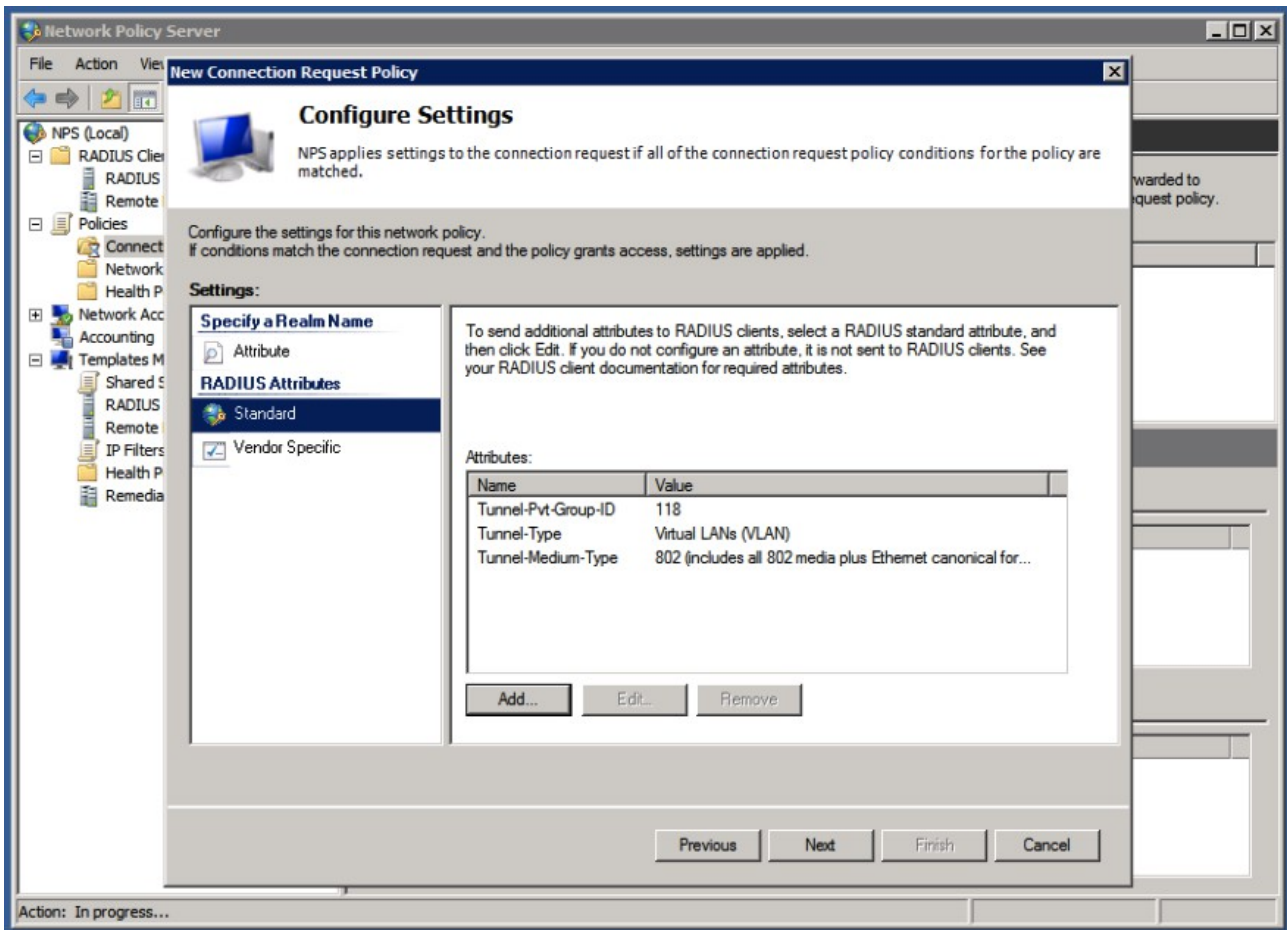 Network Policy Server
File Action Vie
New Connection Request Policy
Configure Settings
NPS applies settings to the connection request if all of the connection request policy conditions for the policy are
matched.
NPS (Local)
RADIUS Clie
RADIUS
Remote
Policies
Connect
Network
Health P
Network Acc
Accounting
Templates M
Shared S
RADIUS
Remote
IP Filters
Health P
Remedia
warded to
quest policy.
Configure the settings for this network policy.
If conditions match the connection request and the policy grants access, settings are applied.
Settings:
Specify a Realm Name
Attribute
RADIUS Attributes
Standard
Vendor Specific
To send additional attributes to RADIUS clients, select a RADIUS standard attribute, and
then click Edit. If you do not configure an attribute, it is not sent to RADIUS clients. See
your RADIUS client documentation for required attributes.
Attributes:
Name Value
Tunnel-Pvt-Group-ID 118
Tunnel-Type Virtual LANs (VLAN)
Tunnel-Medium-Type 802 (includes all 802 media plus Ethernet canonical for...
Add... Edit... Remove
Previous Next Finish Cancel
Action: In progress...